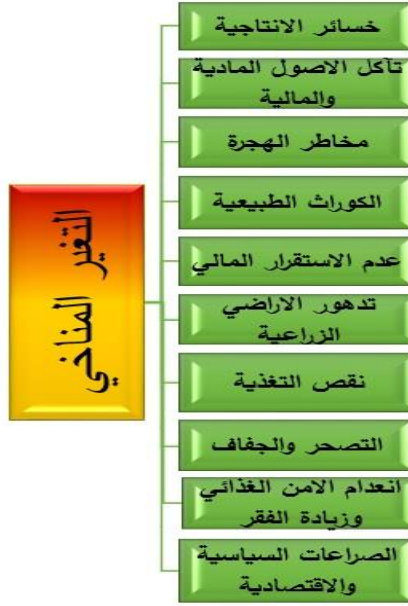 التغير المناخي
خسائر الانتاجية
تآكل الاصول المادية
والمالية
مخاطر الهجرة
الكوراث الطبيعية
عدم الاستقرار المالي
تدهور الاراضي
الزراعية
نقص التغذية
التصحر والجفاف
انعدام الامن الغذائي
وزيادة الفقر
الصراعات السياسية
والاقتصادية